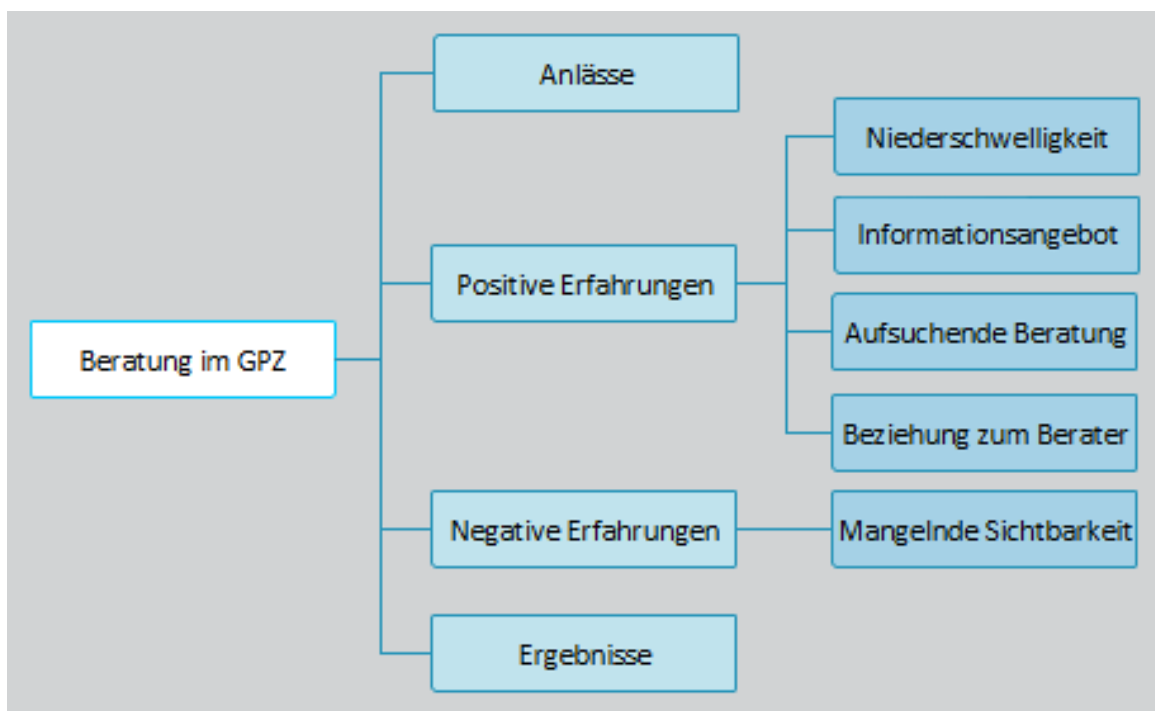 Anlässe
Niederschwelligkeit
Informationsangebot
Positive Erfahrungen
Aufsuchende Beratung
Beratung im GPZ
Beziehung zum Berater
Negative Erfahrungen
Mangelnde Sichtbarkeit
Ergebnisse